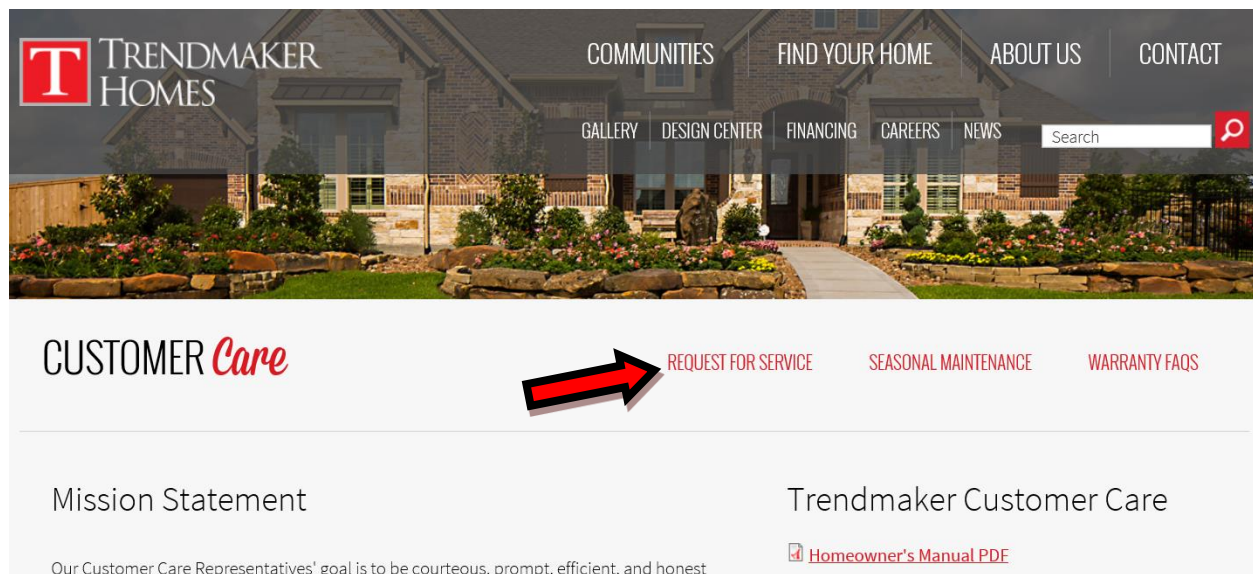 T TRENDMAKER HOMES
COMMUNITIES FIND YOUR HOME ABOUT US CONTACT
GALLERY DESIGN CENTER FINANCING CAREERS NEWS Search
CUSTOMER Care
REQUEST FOR SERVICE SEASONAL MAINTENANCE WARRANTY FAQS
Mission Statement
Our Customer Care Representatives' goal is to be courteous, prompt, efficient, and honest
Trendmaker Customer Care
Homeowner's Manual PDF